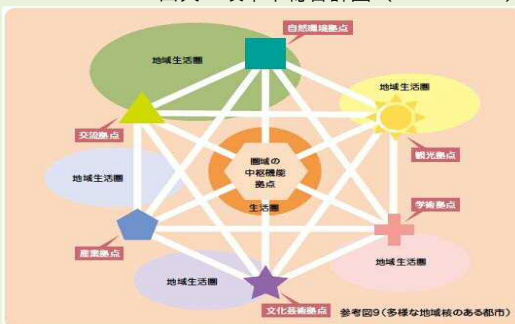 自然環境拠点
地域生活圏
地域生活圏
交流拠点
観光拠点
圏域の
中枢機能
拠点
地域生活圏
生活圏
学術拠点
産業拠点
地域生活圏
地域生活圏
文化芸術拠点
参考図9(多様な地域核のある都市)